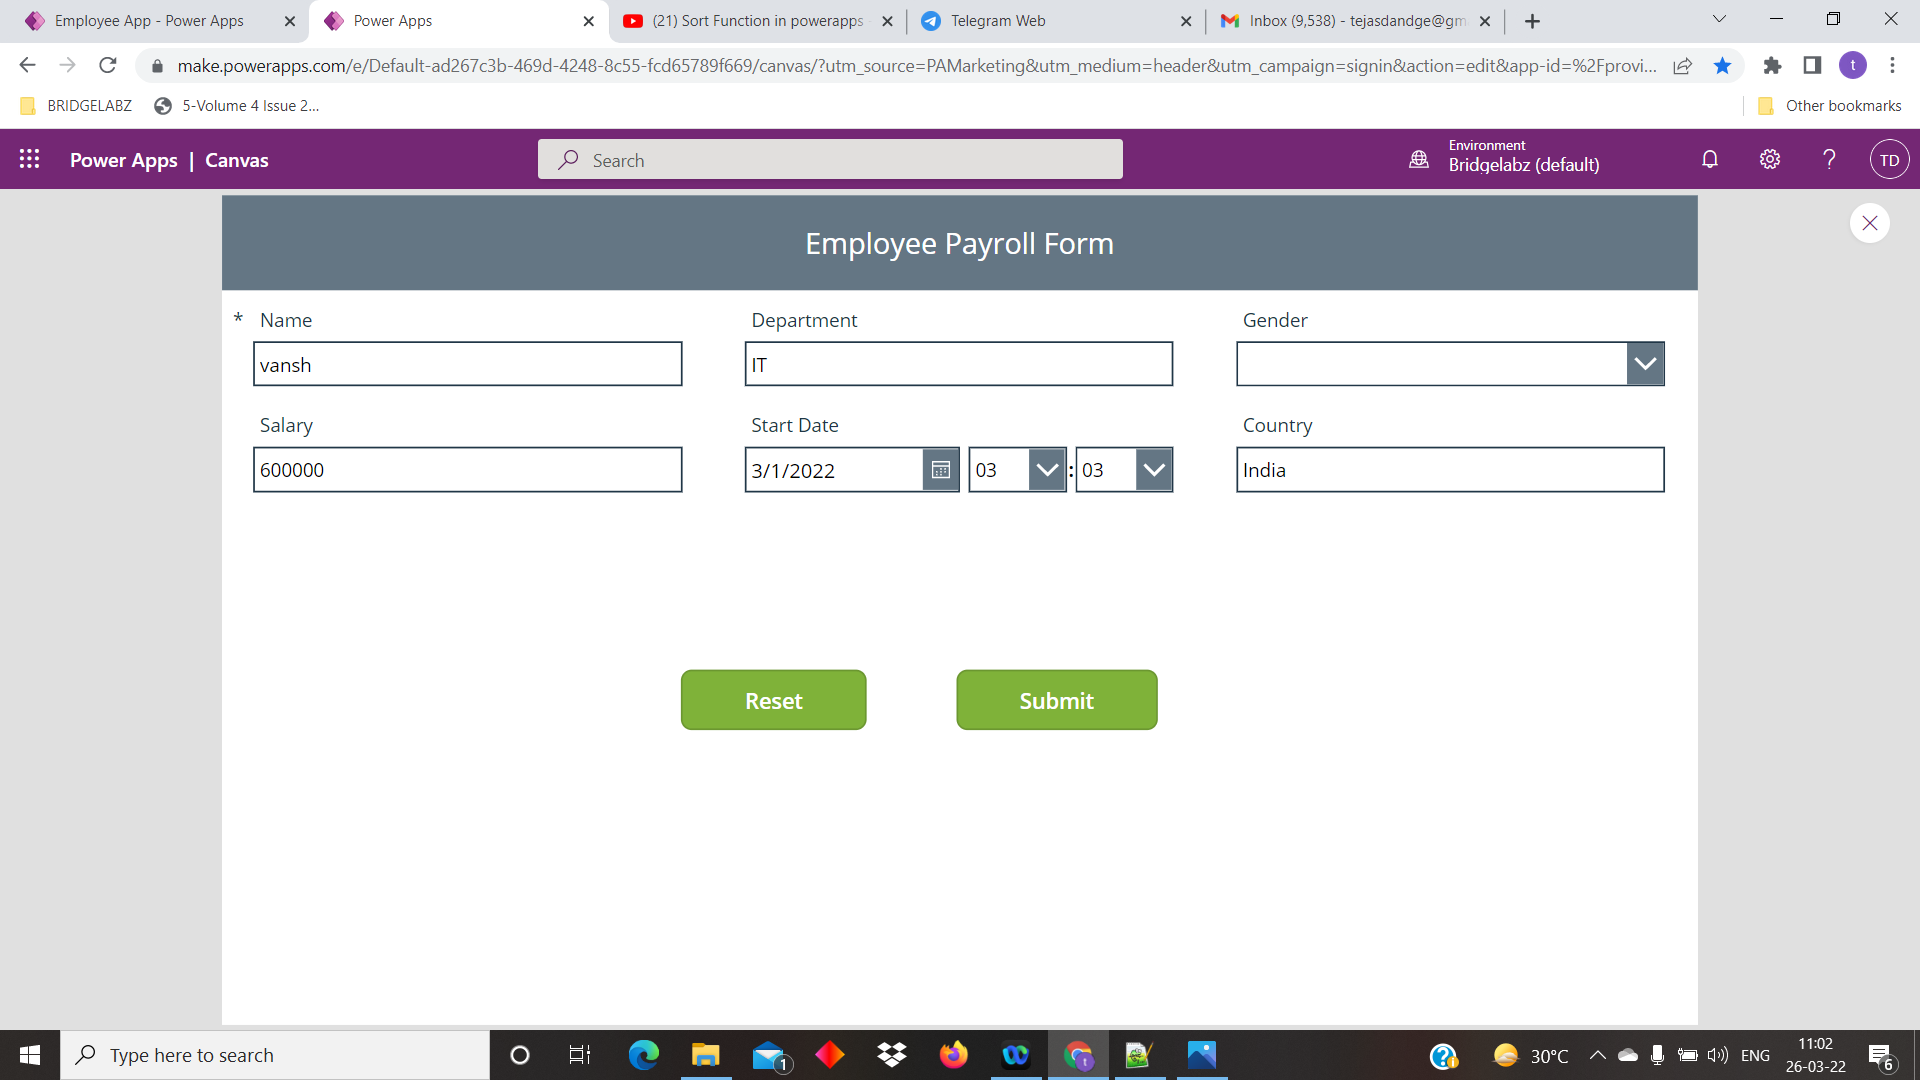 Employee App - Power Apps
Power Apps
(21) Sort Function in powerapps
Telegram Web
Inbox (9,538) - tejasdandge@gm
make.powerapps.com/e/Default-ad267c3b-469d-4248-8c55-fcd65789f669/canvas/?utm_source=PAMarketing&utm_medium=header&utm_campaign=signin&action=edit&app-id=%2Fprovi...
t
BRIDGELABZ
5-Volume 4 Issue 2...
Other bookmarks
Power Apps | Canvas
Search
Environment
Bridgelabz (default)
?
TD
Employee Payroll Form
* Name
Department
Gender
vansh
IT
Salary
Start Date
Country
600000
3/1/2022
03
:
03
India
Reset
Submit
Type here to search
1
t
30°C
ENG
11:02
26-03-22
6